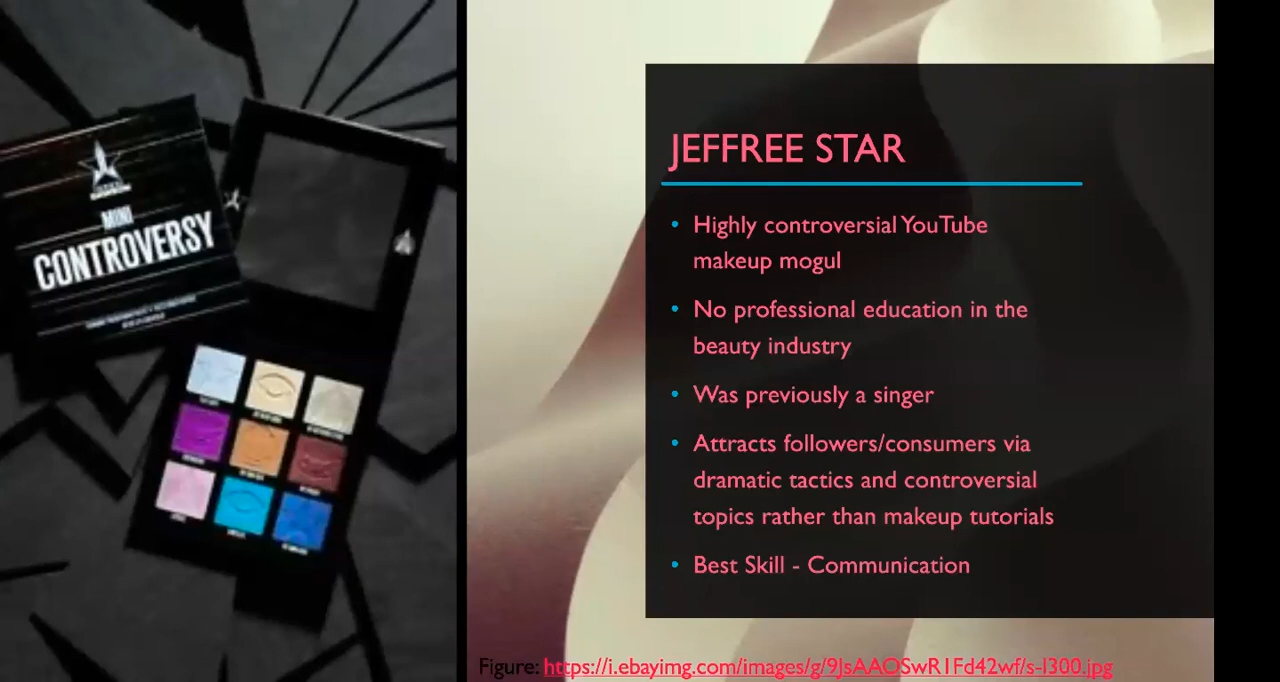 MINI
CONTROVERSY
JEFFREE STAR
• Highly controversial YouTube
makeup mogul
• No professional education in the
beauty industry
• Was previously a singer
• Attracts followers/consumers via
dramatic tactics and controversial
topics rather than makeup tutorials
• Best Skill - Communication
Figure: https://i.ebayimg.com/images/g/9JsAAOSwR1Fd42wf/s-l300.jpg